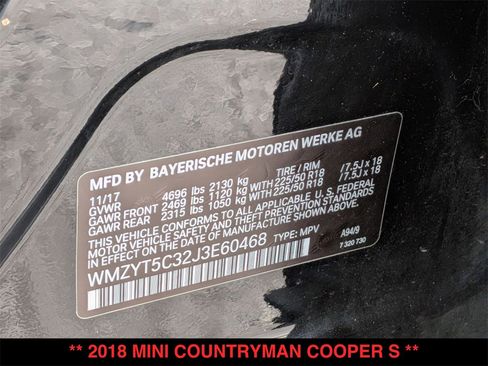 MFD BY BAYERISCHE MOTOREN WERKE AG
11/17 TIRE / RIM
GVWR 4696 lbs 2130 kg
GAWR FRONT 2469 lbs 1120 kg WITH 225/50 R18 /7.5J x 18
GAWR REAR 2315 lbs 1050 kg WITH 225/50 R18 /7.5J x 18
THIS VEHICLE CONFORMS TO ALL APPLICABLE FEDERAL
MOTOR VEHICLE SAFETY, BUMPER, AND THEFT PREVENTION
STANDARDS IN EFFECT ON THE DATE OF MANUFACTURE SHOWN ABOVE.
WMZYT5C32J3E60468 TYPE: MPV A94/9
7 320 730
** 2018 MINI COUNTRYMAN COOPER S **